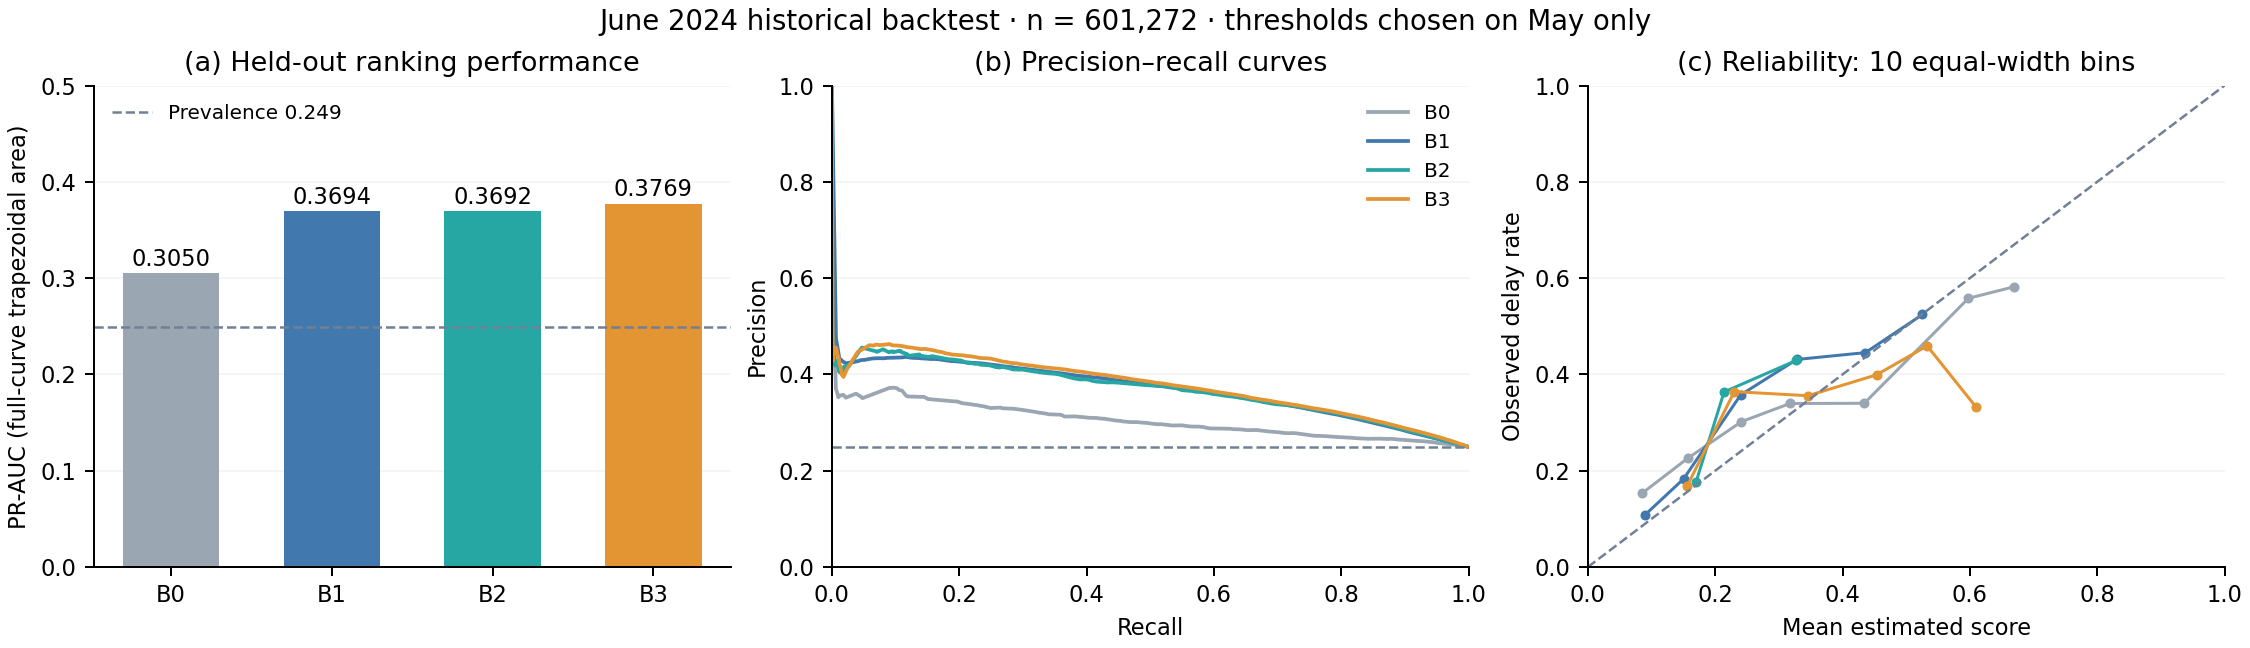 June 2024 historical backtest · n = 601,272 · thresholds chosen on May only
(a) Held-out ranking performance
PR-AUC (full-curve trapezoidal area)
0.5
0.4
0.3
0.2
0.1
0.0
Prevalence 0.249
0.3050
0.3694
0.3692
0.3769
B0
B1
B2
B3
(b) Precision–recall curves
Precision
1.0
0.8
0.6
0.4
0.2
0.0
B0
B1
B2
B3
0.0
0.2
0.4
0.6
0.8
1.0
Recall
(c) Reliability: 10 equal-width bins
Observed delay rate
1.0
0.8
0.6
0.4
0.2
0.0
0.0
0.2
0.4
0.6
0.8
1.0
Mean estimated score